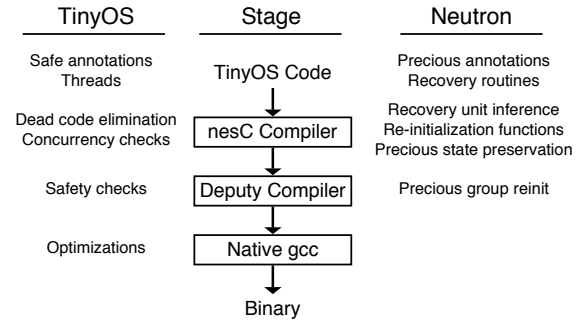 TinyOS Stage Neutron
Safe annotations
Threads
TinyOS Code
Precious annotations
Recovery routines
Dead code elimination
Concurrency checks
nesC Compiler
Recovery unit inference
Re-initialization functions
Precious state preservation
Safety checks
Deputy Compiler
Precious group reinit
Optimizations
Native gcc
Binary